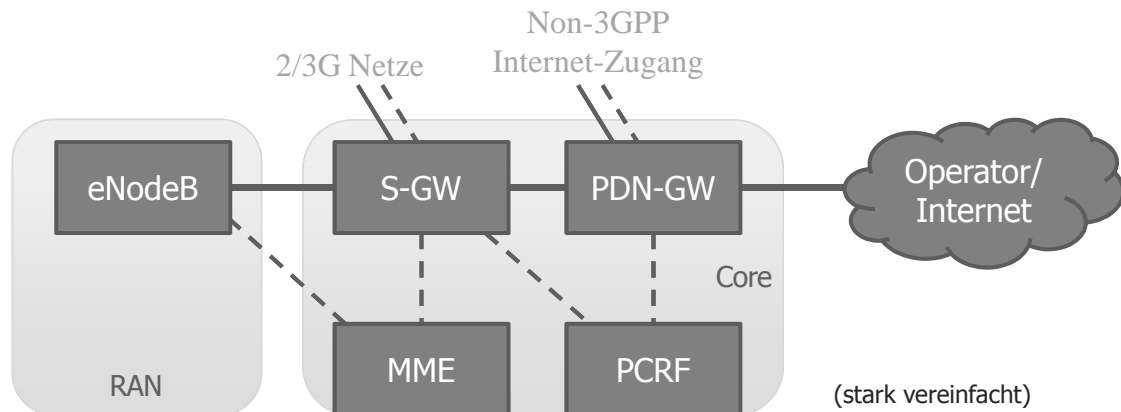 Non-3GPP
2/3G Netze
Internet-Zugang
eNodeB
S-GW
PDN-GW
Operator/
Internet
Core
MME
PCRF
RAN
(stark vereinfacht)